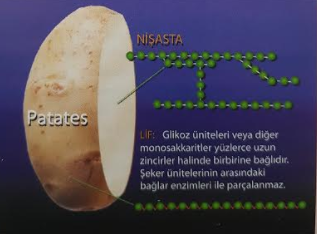 NİŞASTA
Patates
LİF: Glikoz üniteleri veya diğer
monosakkaritler yüzlerce uzun
zincirler halinde birbirine bağlıdır.
Şeker ünitelerinin arasındaki
bağlar enzimleri ile parçalanmaz.